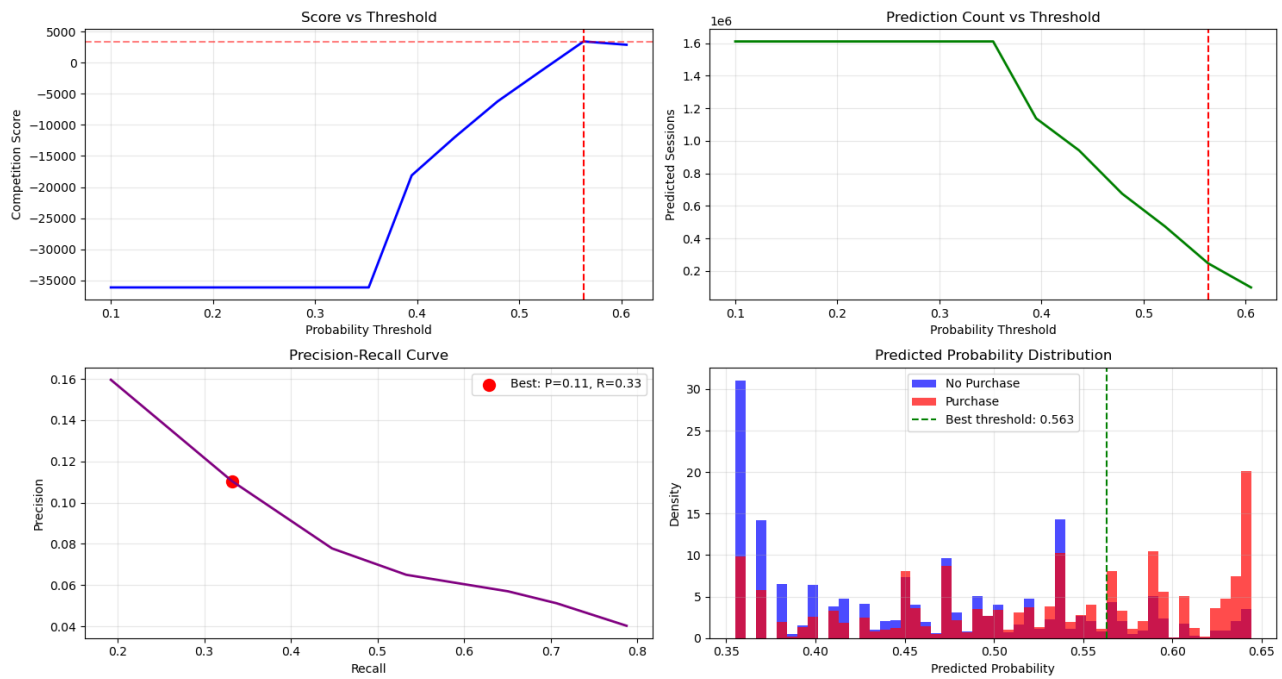 Score vs Threshold
Competition Score
5000
0
−5000
−10000
−15000
−20000
−25000
−30000
−35000
0.1 0.2 0.3 0.4 0.5 0.6
Probability Threshold
Prediction Count vs Threshold
1e6
Predicted Sessions
1.6
1.4
1.2
1.0
0.8
0.6
0.4
0.2
0.1 0.2 0.3 0.4 0.5 0.6
Probability Threshold
Precision-Recall Curve
Best: P=0.11, R=0.33
Precision
0.16
0.14
0.12
0.10
0.08
0.06
0.04
0.2 0.3 0.4 0.5 0.6 0.7 0.8
Recall
Predicted Probability Distribution
No Purchase
Purchase
Best threshold: 0.563
Density
30
25
20
15
10
5
0
0.35 0.40 0.45 0.50 0.55 0.60 0.65
Predicted Probability